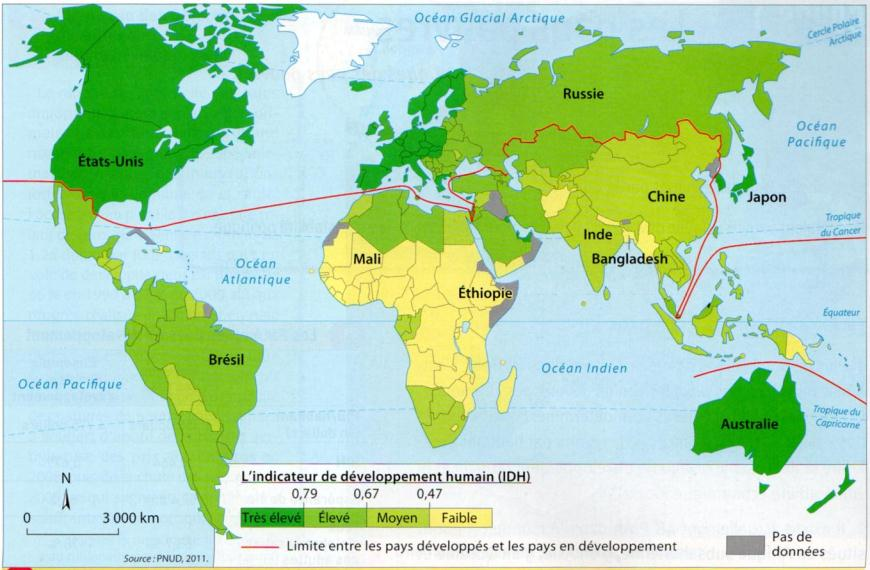 Océan Glacial Arctique
Cercle Polaire
Arctique
Russie
Océan
Pacifique
États-Unis
Chine
Japon
Tropique
du Cancer
Inde
Mali
Océan
Atlantique
Bangladesh
Éthiopie
Équateur
Brésil
Océan Indien
Océan Pacifique
Tropique du
Capricorne
Australie
N
L'indicateur de développement humain (IDH)
0,79 0,67 0,47
Très élevé Élevé Moyen Faible
0 3 000 km
Limite entre les pays développés et les pays en développement
Pas de
données
Source : PNUD, 2011.